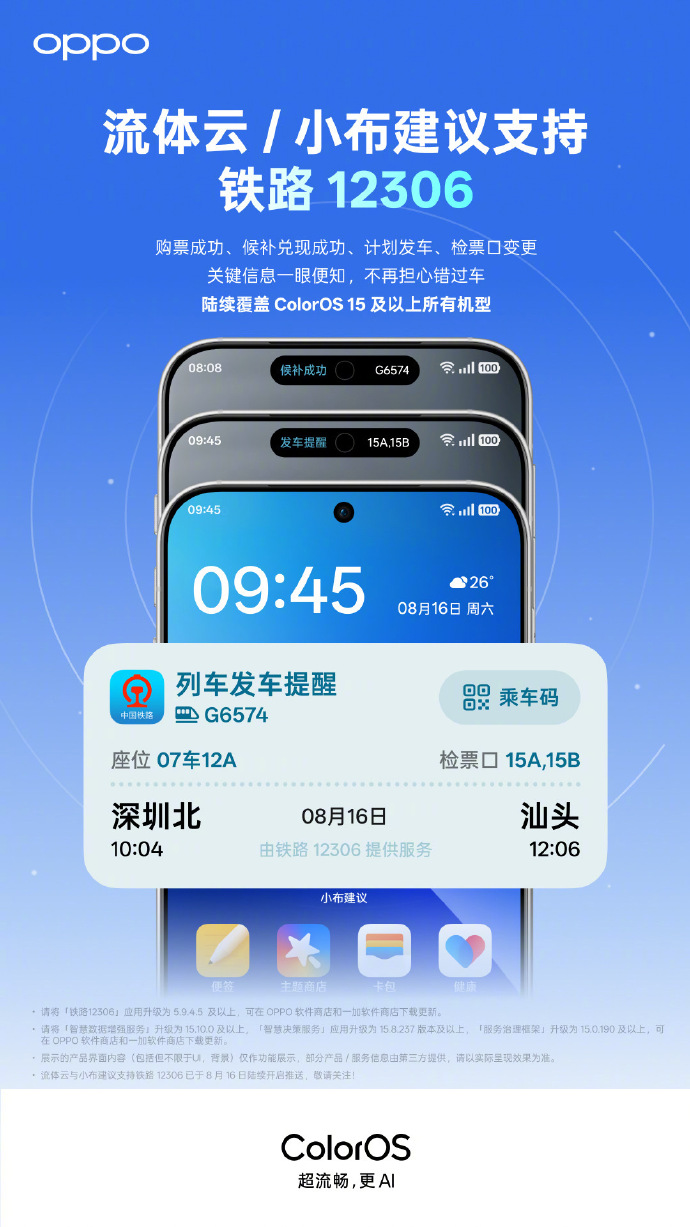 oppo
流体云 / 小布建议支持
铁路 12306
购票成功、候补兑现成功、计划发车、检票口变更
关键信息一眼便知，不再担心错过车
陆续覆盖 ColorOS 15 及以上所有机型
08:08 候补成功 G6574 100
09:45 发车提醒 15A,15B 100
09:45 100
09:45
26°
08月16日 周六
中国铁路
列车发车提醒
G6574
乘车码
座位 07车12A 检票口 15A,15B
深圳北 08月16日 汕头
10:04 由铁路 12306 提供服务 12:06
小布建议
便签 主题商店 卡包 健康
• 请将「铁路12306」应用升级为 5.9.4.5 及以上，可在 OPPO 软件商店和一加软件商店下载更新。
• 请将「智慧数据增强服务」升级为 15.10.0 及以上，「智慧决策服务」应用升级为 15.8.237 版本及以上，「服务治理框架」升级为 15.0.190 及以上，可
在 OPPO 软件商店和一加软件商店下载更新。
• 展示的产品界面内容（包括但不限于UI，背景）仅作功能展示，部分产品 / 服务信息由第三方提供，请以实际呈现效果为准。
• 流体云与小布建议支持铁路 12306 已于 8 月 16 日陆续开启推送，敬请关注！
ColorOS
超流畅，更 AI